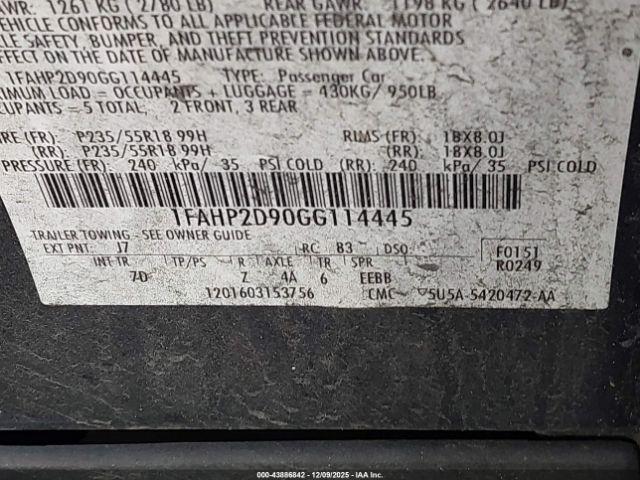 AWR: 1261 KG ( 2780 LB) REAR GAWR: 1198 KG ( 2640 LB)
VEHICLE CONFORMS TO ALL APPLICABLE FEDERAL MOTOR
LE SAFETY, BUMPER, AND THEFT PREVENTION STANDARDS
EFFECT ON THE DATE OF MANUFACTURE SHOWN ABOVE.
1FAHP2D90GG114445 TYPE: Passenger Car
IMUM LOAD = OCCUPANTS + LUGGAGE = 430KG/ 950LB
CUPANTS = 5 TOTAL, 2 FRONT, 3 REAR
IRE (FR): P235/55R18 99H RIMS (FR): 18X8.0J
(RR): P235/55R18 99H (RR): 18X8.0J
PRESSURE (FR): 240 kPa/ 35 PSI COLD (RR): 240 kPa/ 35 PSI COLD
1FAHP2D90GG114445
TRAILER TOWING - SEE OWNER GUIDE
EXT PNT: J7 RC: 83 DSO: F0151
INT TR TP/PS R AXLE TR SPR R0249
7D Z 4A 6 EEBB
1201603153756 CMC 5U5A-5420472-AA
000-43886842 - 12/09/2025 - IAA Inc.